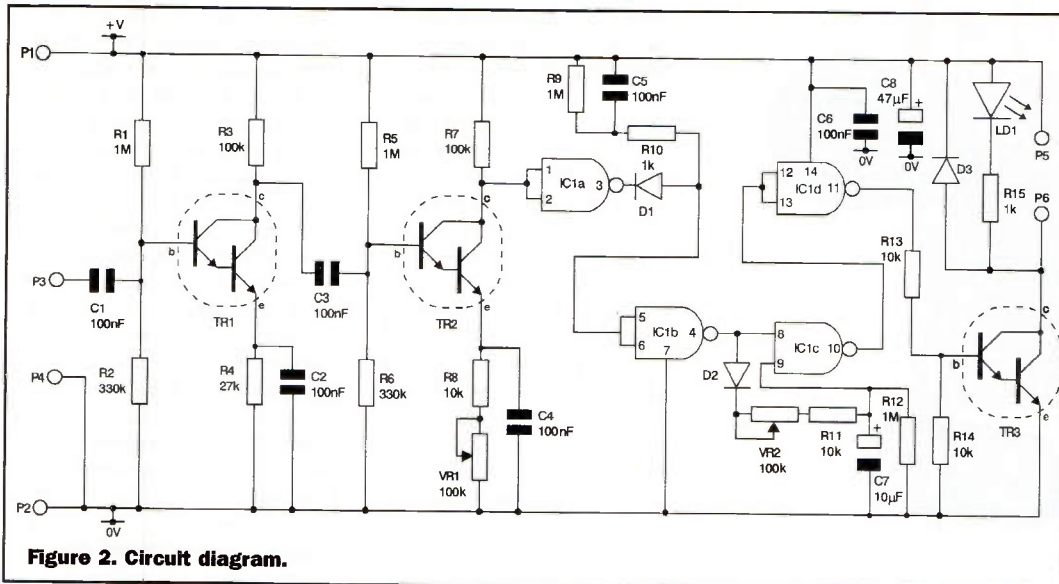 +V
P1
R1
1M
R3
100k
R5
1M
R7
100k
R9
1M
C5
100nF
R10
1k
C6
100nF
0V
C8
47µF
+
0V
D3
LD1
R15
1k
P5
P6
1
2
IC1a
3
D1
12
13
14
IC1d
11
R13
10k
c
b
e
TR1
c
b
e
TR2
P3
C1
100nF
C3
100nF
5
6
7
IC1b
4
8
9
IC1c
10
D2
VR2
100k
R11
10k
+
C7
10µF
R12
1M
R14
10k
c
b
e
TR3
P4
R2
330k
R4
27k
C2
100nF
R6
330k
R8
10k
VR1
100k
C4
100nF
P2
0V
Figure 2. Circuit diagram.